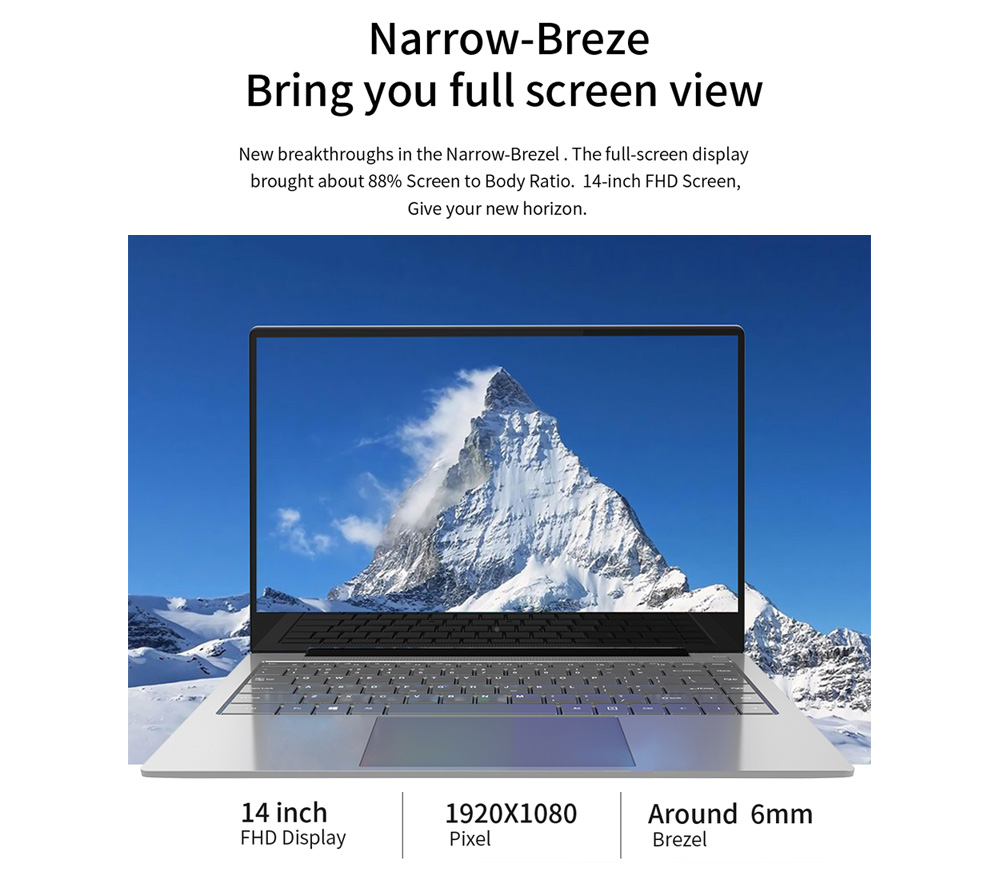 Narrow-Breze
Bring you full screen view
New breakthroughs in the Narrow-Brezel . The full-screen display
brought about 88% Screen to Body Ratio. 14-inch FHD Screen,
Give your new horizon.
14 inch
FHD Display
1920X1080
Pixel
Around 6mm
Brezel